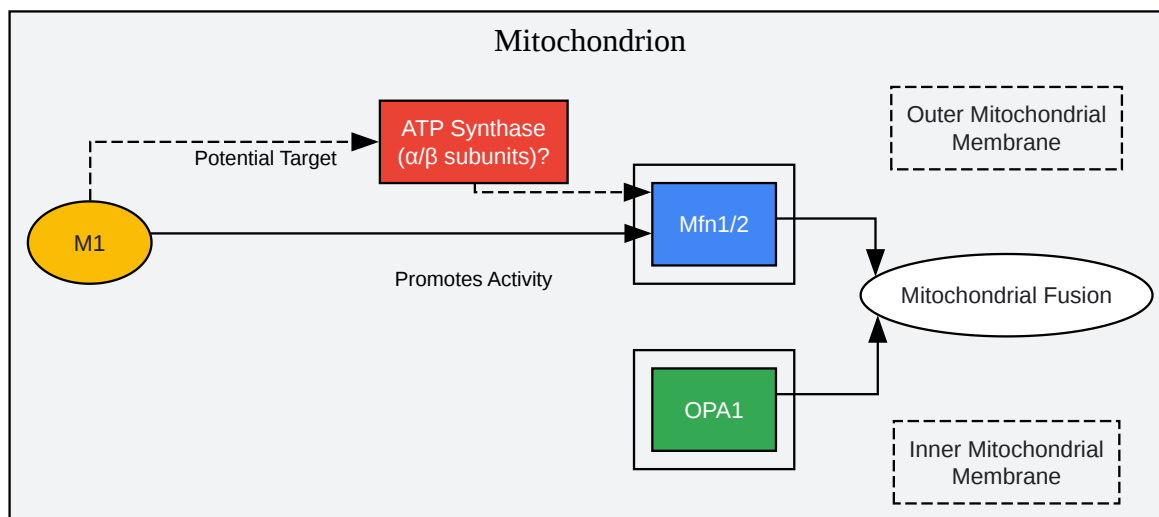 Mitochondrion
ATP Synthase
(α/β subunits)?
Outer Mitochondrial
Membrane
Potential Target
M1
Mfn1/2
Promotes Activity
Mitochondrial Fusion
OPA1
Inner Mitochondrial
Membrane